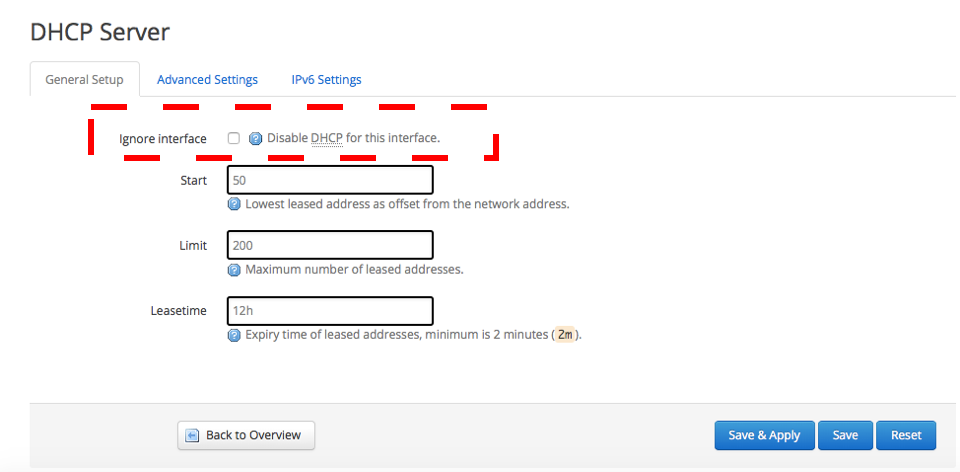 DHCP Server
General Setup Advanced Settings IPv6 Settings
Ignore interface Disable DHCP for this interface.
Start 50
Lowest leased address as offset from the network address.
Limit 200
Maximum number of leased addresses.
Leasetime 12h
Expiry time of leased addresses, minimum is 2 minutes (2m).
Back to Overview Save & Apply Save Reset